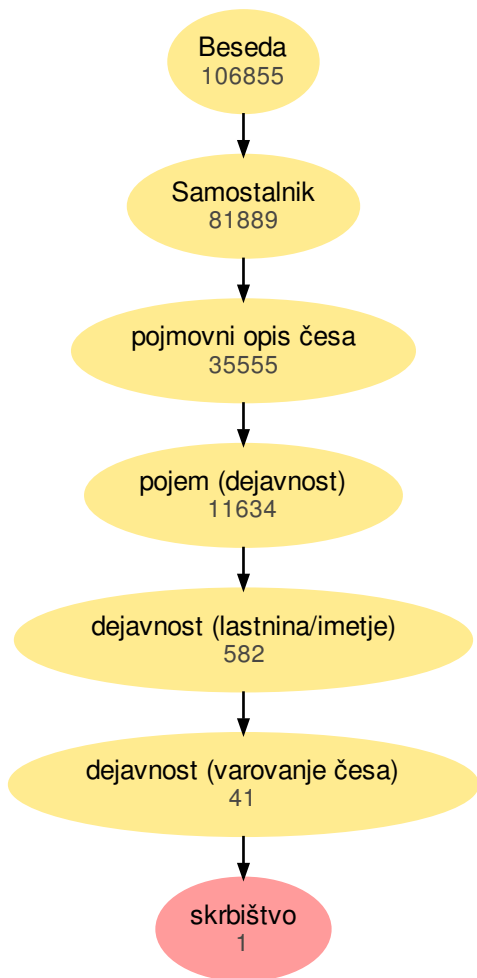 Beseda
106855
Samostalnik
81889
pojmovni opis česa
35555
pojem (dejavnost)
11634
dejavnost (lastnina/imetje)
582
dejavnost (varovanje česa)
41
skrbištvo
1